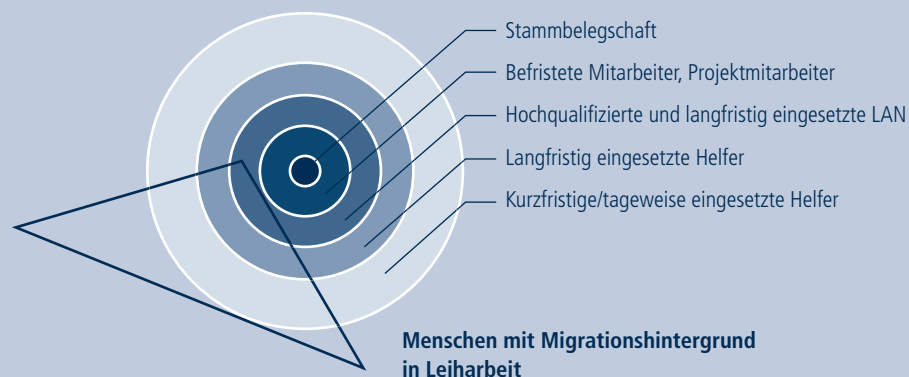 Stammbelegschaft
Befristete Mitarbeiter, Projektmitarbeiter
Hochqualifizierte und langfristig eingesetzte LAN
Langfristig eingesetzte Helfer
Kurzfristige/tageweise eingesetzte Helfer
Menschen mit Migrationshintergrund
in Leiharbeit